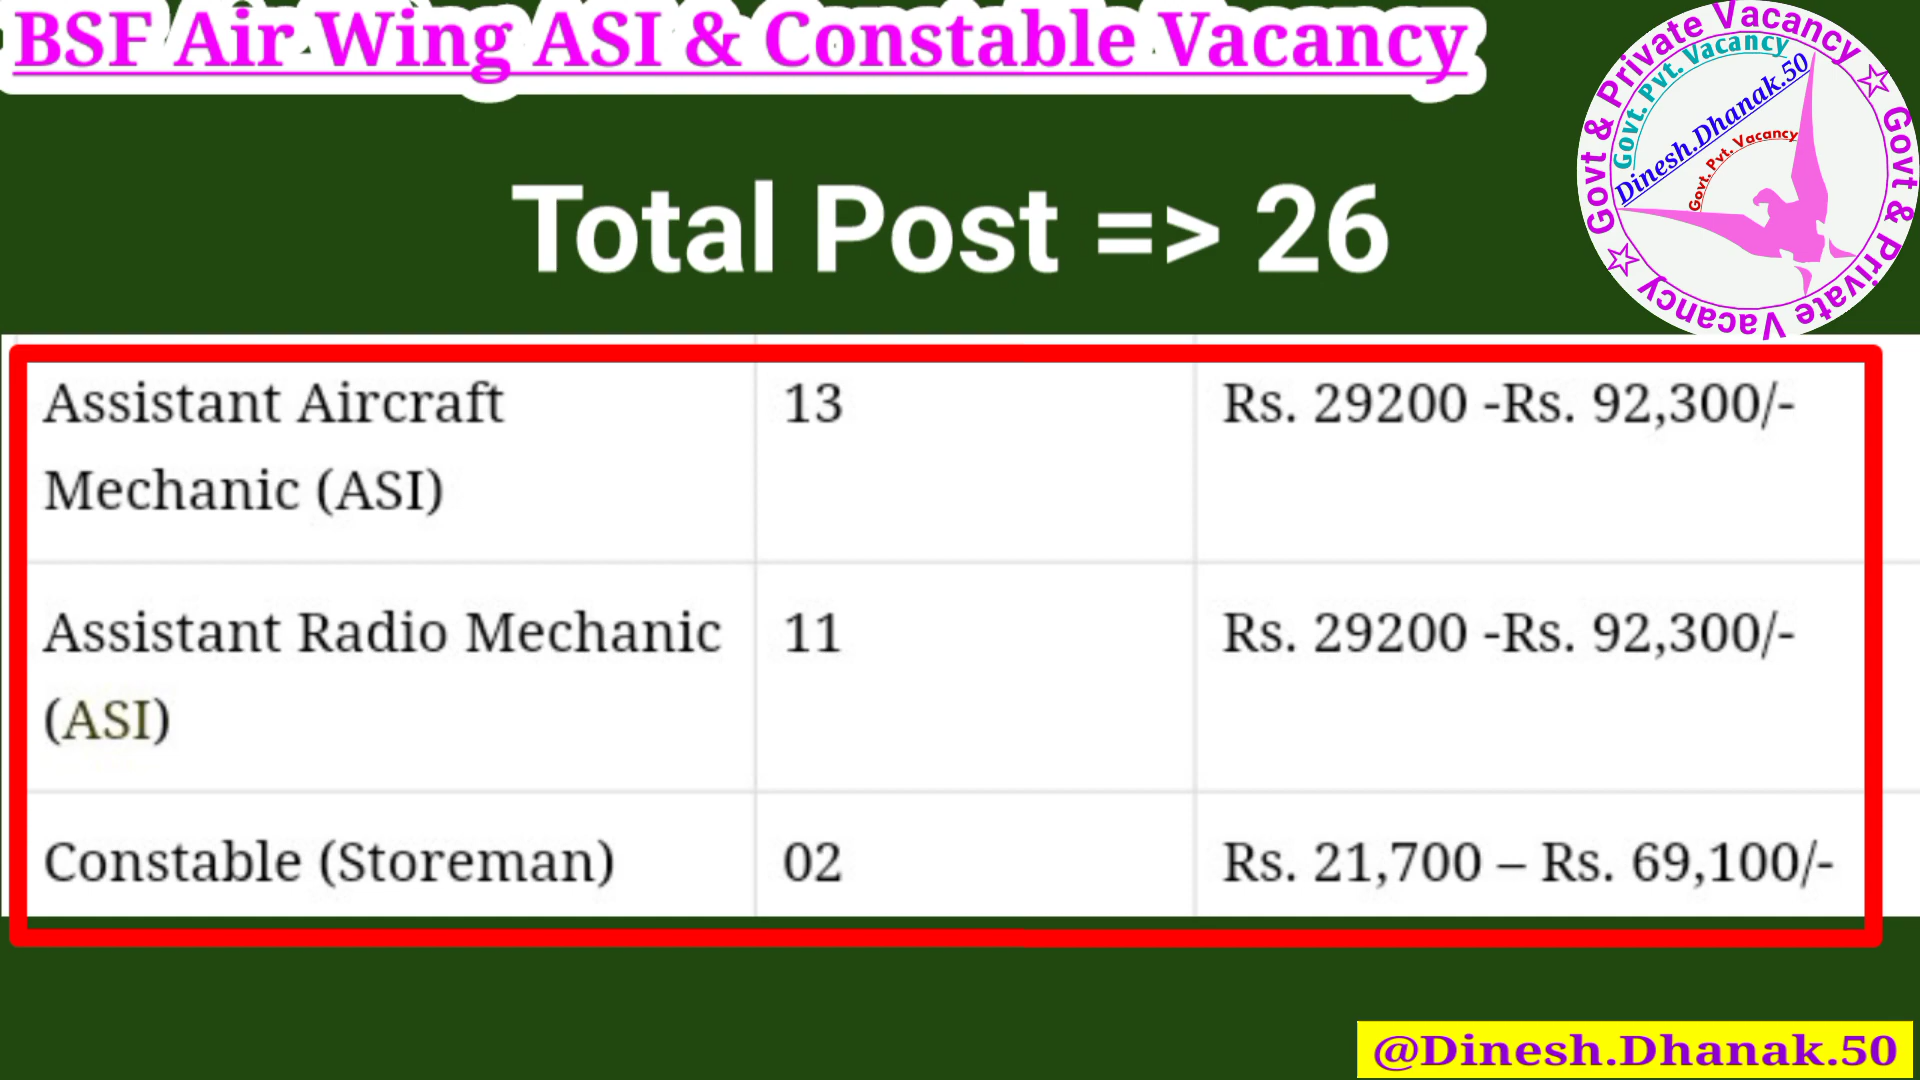 BSF Air Wing ASI & Constable Vacancy
Total Post => 26
☆ Govt & Private Vacancy ☆ Govt & Private Vacancy
Govt. Pvt. Vacancy
Dinesh.Dhanak.50
Govt. Pvt. Vacancy
Assistant Aircraft
Mechanic (ASI)
13
Rs. 29200 -Rs. 92,300/-
Assistant Radio Mechanic
(ASI)
11
Rs. 29200 -Rs. 92,300/-
Constable (Storeman)
02
Rs. 21,700 – Rs. 69,100/-
@Dinesh.Dhanak.50